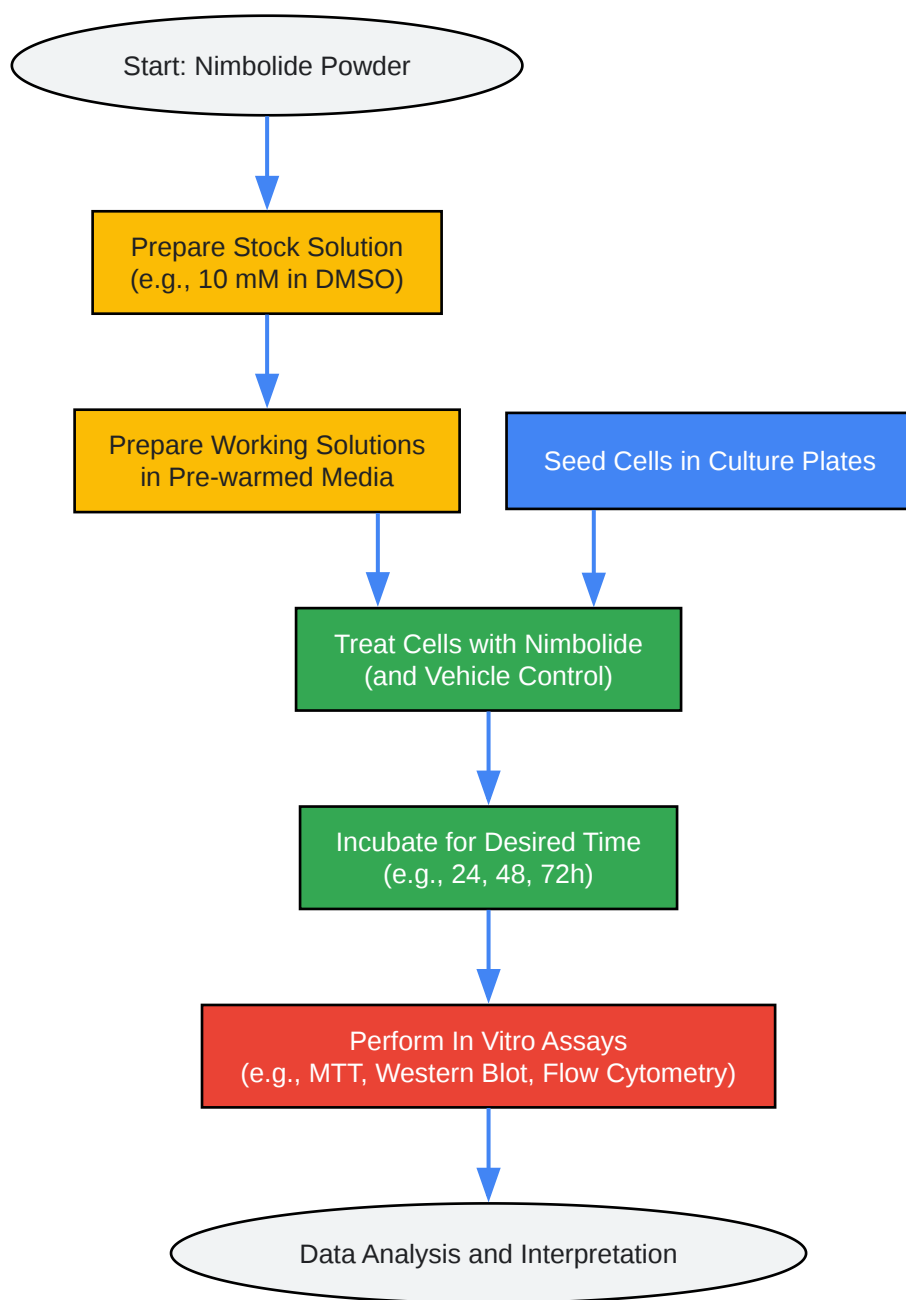 Start: Nimbolide Powder
Prepare Stock Solution
(e.g., 10 mM in DMSO)
Prepare Working Solutions
in Pre-warmed Media
Seed Cells in Culture Plates
Treat Cells with Nimbolide
(and Vehicle Control)
Incubate for Desired Time
(e.g., 24, 48, 72h)
Perform In Vitro Assays
(e.g., MTT, Western Blot, Flow Cytometry)
Data Analysis and Interpretation